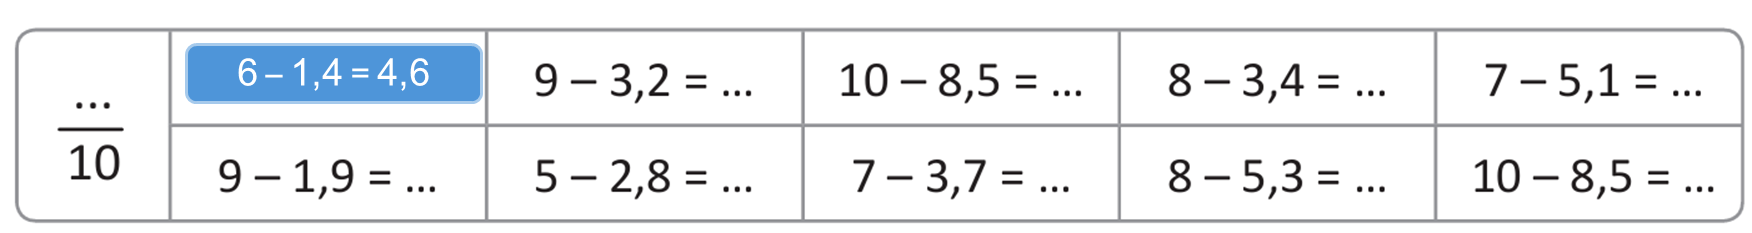 ...
10
6 – 1,4 = 4,6
9 – 3,2 = ...
10 – 8,5 = ...
8 – 3,4 = ...
7 – 5,1 = ...
9 – 1,9 = ...
5 – 2,8 = ...
7 – 3,7 = ...
8 – 5,3 = ...
10 – 8,5 = ...